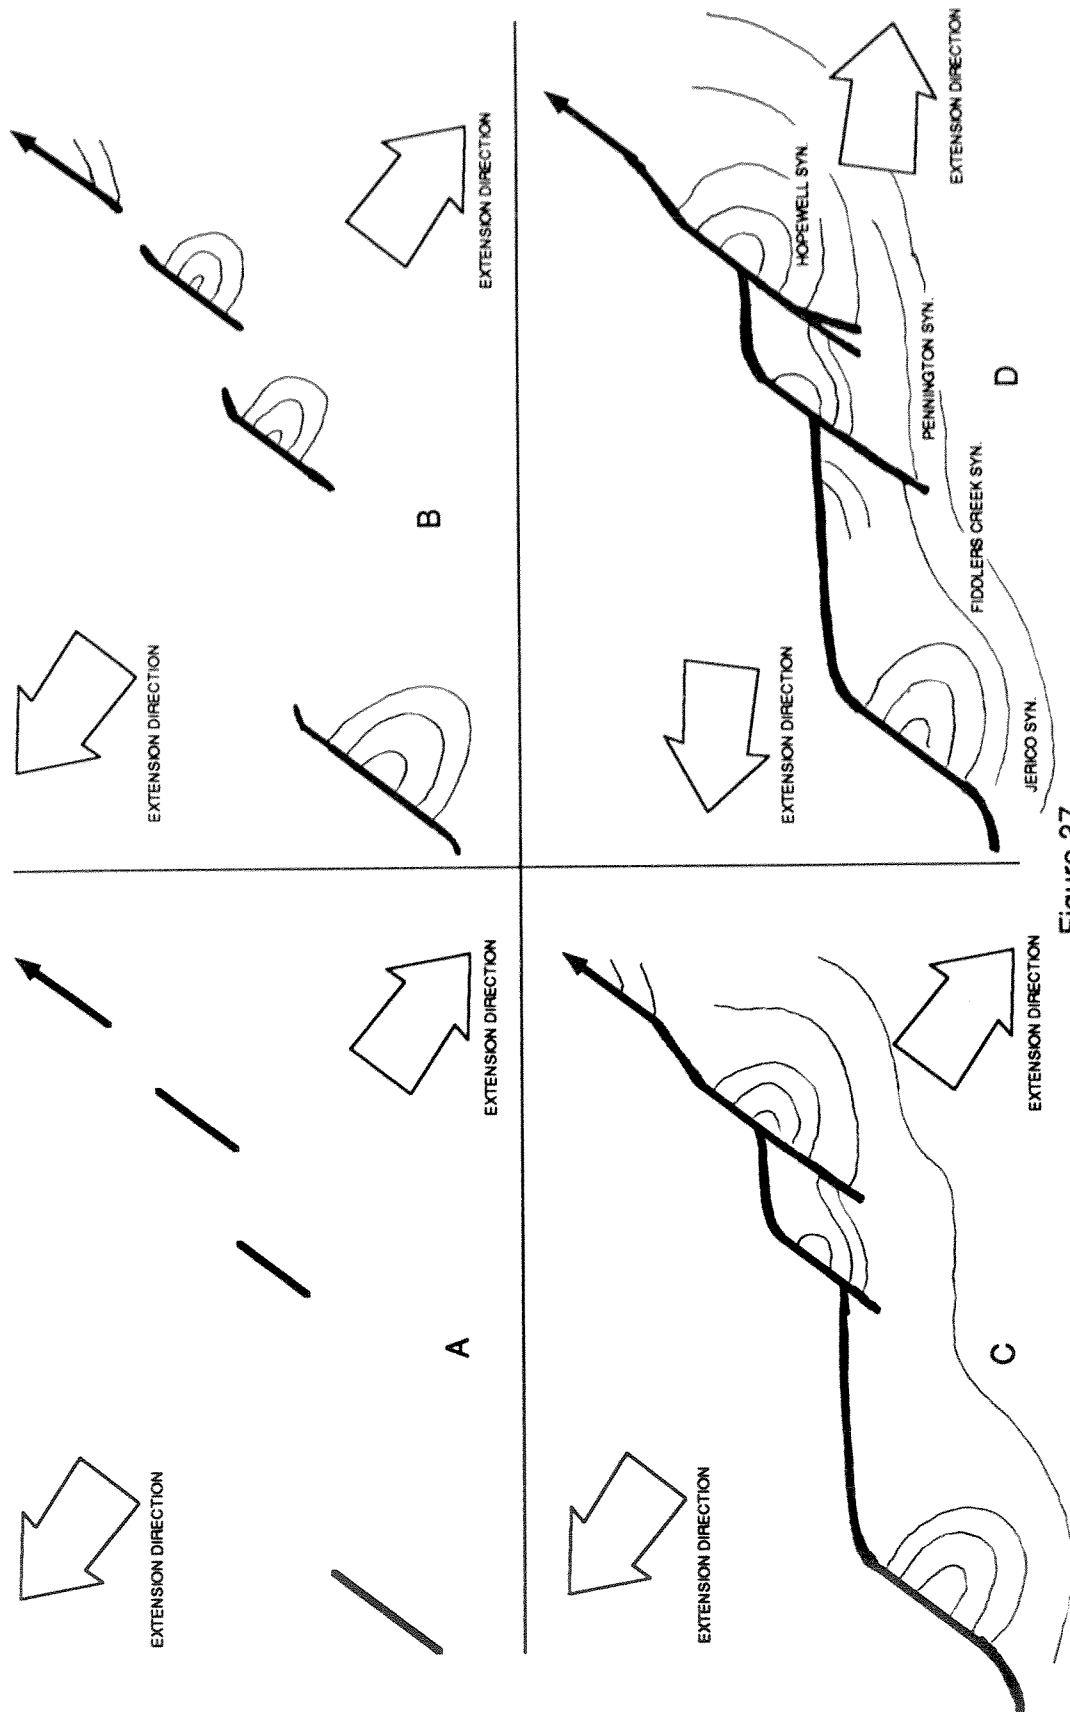 EXTENSION DIRECTION
A
EXTENSION DIRECTION
EXTENSION DIRECTION
B
EXTENSION DIRECTION
EXTENSION DIRECTION
C
EXTENSION DIRECTION
EXTENSION DIRECTION
HOPEWELL SYN.
PENNINGTON SYN.
FIDDLERS CREEK SYN.
JERICO SYN.
D
EXTENSION DIRECTION
Figure 27